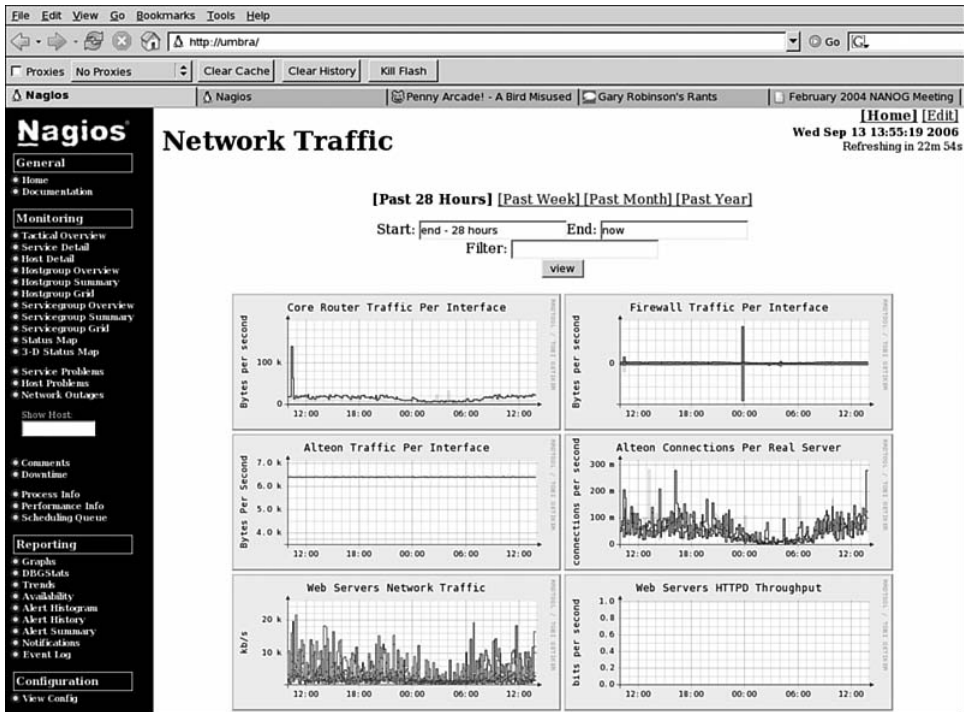 File Edit View Go Bookmarks Tools Help
http://umbra/
Go
Proxies No Proxies Clear Cache Clear History Kill Flash
Nagios
Nagios
Penny Arcade! - A Bird Misused
Gary Robinson's Rants
February 2004 NANOG Meeting
Nagios
General
Home
Documentation
Monitoring
Tactical Overview
Service Detail
Host Detail
Hostgroup Overview
Hostgroup Summary
Hostgroup Grid
Servicegroup Overview
Servicegroup Summary
Servicegroup Grid
Status Map
3-D Status Map
Service Problems
Host Problems
Network Outages
Show Host:
Comments
Downtime
Process Info
Performance Info
Scheduling Queue
Reporting
Graphs
DBGStats
Trends
Availability
Alert Histogram
Alert History
Alert Summary
Notifications
Event Log
Configuration
View Config
Network Traffic
[Home] [Edit]
Wed Sep 13 13:55:19 2006
Refreshing in 22m 54s
[Past 28 Hours] [Past Week] [Past Month] [Past Year]
Start: end - 28 hours End: now
Filter:
view
Core Router Traffic Per Interface
Bytes per second
100 k
0
12:00 18:00 00:00 06:00 12:00
Firewall Traffic Per Interface
Bytes per second
0
12:00 18:00 00:00 06:00 12:00
Alteon Traffic Per Interface
Bytes Per Second
7.0 k
6.0 k
5.0 k
4.0 k
12:00 18:00 00:00 06:00 12:00
Alteon Connections Per Real Server
connections per second
300 m
200 m
100 m
0
12:00 18:00 00:00 06:00 12:00
Web Servers Network Traffic
kb/s
20 k
10 k
12:00 18:00 00:00 06:00 12:00
Web Servers HTTPD Throughput
bits per second
1.0
0.8
0.6
0.4
0.2
0.0
12:00 18:00 00:00 06:00 12:00